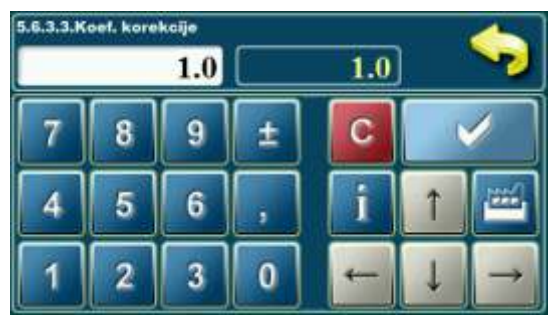 5.6.3.3.Koef. korekcije
1.0 1.0
7 8 9 ± C
4 5 6 , i ↑
1 2 3 0 ← ↓ →